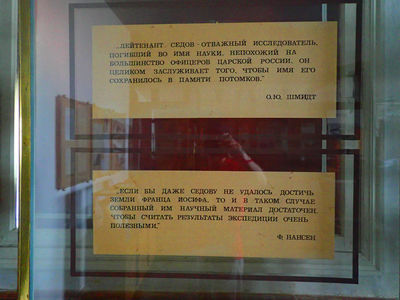 „ЛЕЙТЕНАНТ СЕДОВ - ОТВАЖНЫЙ ИССЛЕДОВАТЕЛЬ,
ПОГИБШИЙ ВО ИМЯ НАУКИ. НЕПОХОЖИЙ НА
БОЛЬШИНСТВО ОФИЦЕРОВ ЦАРСКОЙ РОССИИ, ОН
ЦЕЛИКОМ ЗАСЛУЖИВАЕТ ТОГО, ЧТОБЫ ИМЯ ЕГО
СОХРАНИЛОСЬ В ПАМЯТИ ПОТОМКОВ."
О.Ю. ШМИДТ
„ЕСЛИ БЫ ДАЖЕ СЕДОВУ НЕ УДАЛОСЬ ДОСТИЧЬ
ЗЕМЛИ ФРАНЦА ИОСИФА, ТО И В ТАКОМ СЛУЧАЕ
СОБРАННЫЙ ИМ НАУЧНЫЙ МАТЕРИАЛ ДОСТАТОЧЕН,
ЧТОБЫ СЧИТАТЬ РЕЗУЛЬТАТЫ ЭКСПЕДИЦИИ ОЧЕНЬ
ПОЛЕЗНЫМИ."
Ф. НАНСЕН